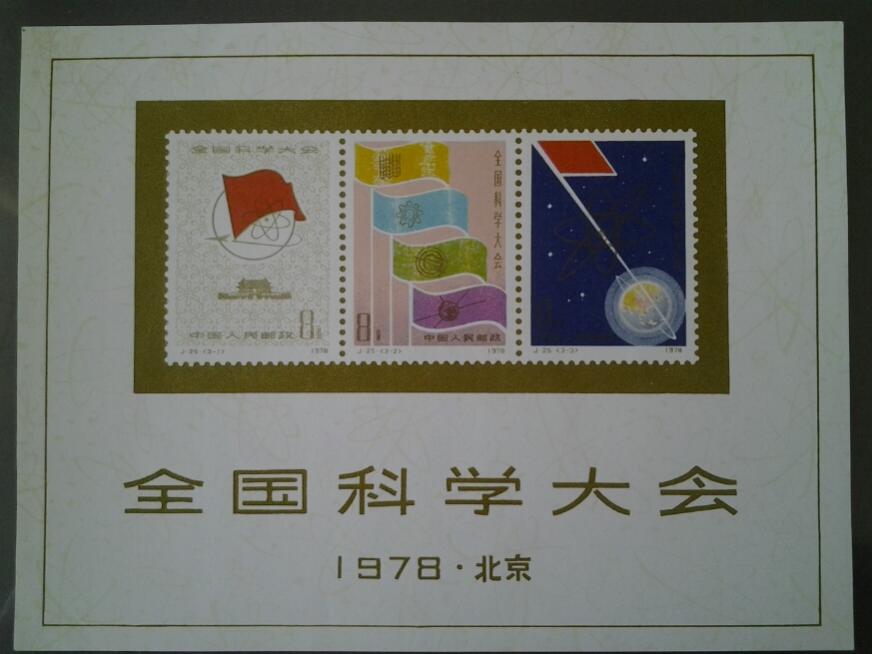 全国科学大会
8分
中国人民邮政
J·25·(3-1) 1978
全国科学大会
8分
中国人民邮政
J·25·(3-2) 1978
J·25·(3-3) 1978
全国科学大会
1978·北京